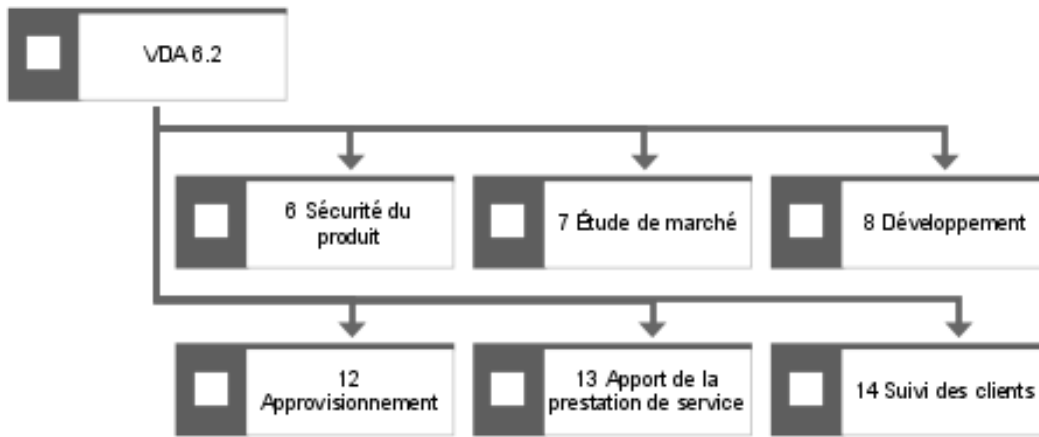 VDA 6.2
6 Sécurité du
produit
7 Étude de marché
8 Développement
12
Approvisionnement
13 Apport de la
prestation de service
14 Suivi des clients